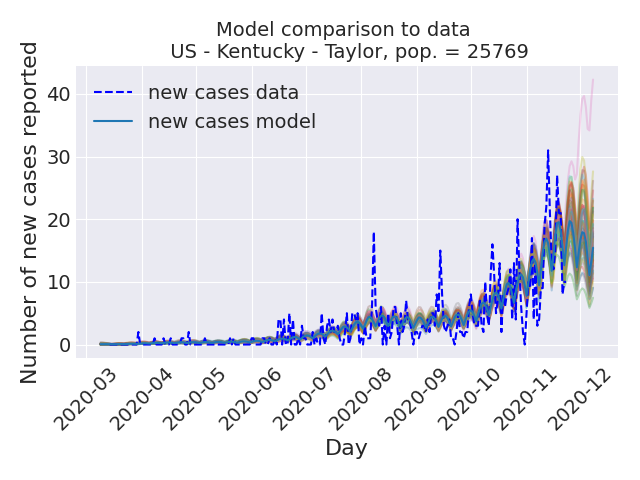 Model comparison to data
US - Kentucky - Taylor, pop. = 25769
Number of new cases reported
40
30
20
10
0
new cases data
new cases model
2020-03
2020-04
2020-05
2020-06
2020-07
2020-08
2020-09
2020-10
2020-11
2020-12
Day